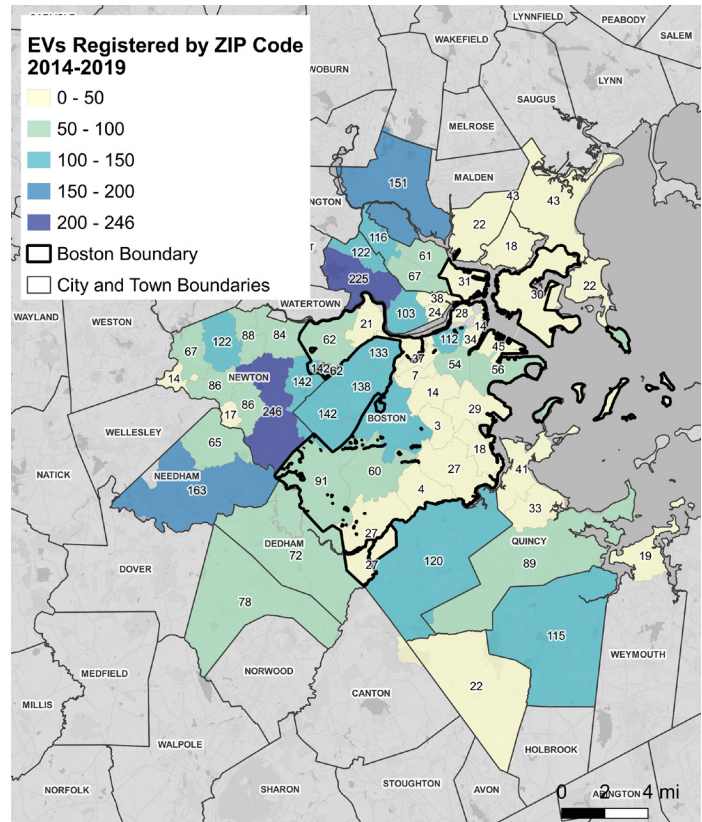 LYNNFIELD
PEABODY
SALEM
WAKEFIELD
EVs Registered by ZIP Code
2014-2019
0 - 50
50 - 100
100 - 150
150 - 200
200 - 246
Boston Boundary
City and Town Boundaries
WOBURN
LYNN
SAUGUS
MELROSE
MALDEN
151
43
43
22
18
116
122
61
225
67
31
30
22
38
24
103
28
WATERTOWN
WAYLAND
WESTON
21
14
122
88
84
62
133
112
34
45
67
37
54
56
142
62
14
86
NEWTON
142
138
7
86
246
14
17
142
BOSTON
29
3
WELLESLEY
65
18
41
NATICK
NEEDHAM
163
91
60
27
4
33
27
DEDHAM
72
QUINCY
27
120
89
19
DOVER
78
115
WEYMOUTH
MEDFIELD
NORWOOD
22
MILLIS
CANTON
WALPOLE
HOLBROOK
NORFOLK
SHARON
STOUGHTON
AVON
0 2 4 mi